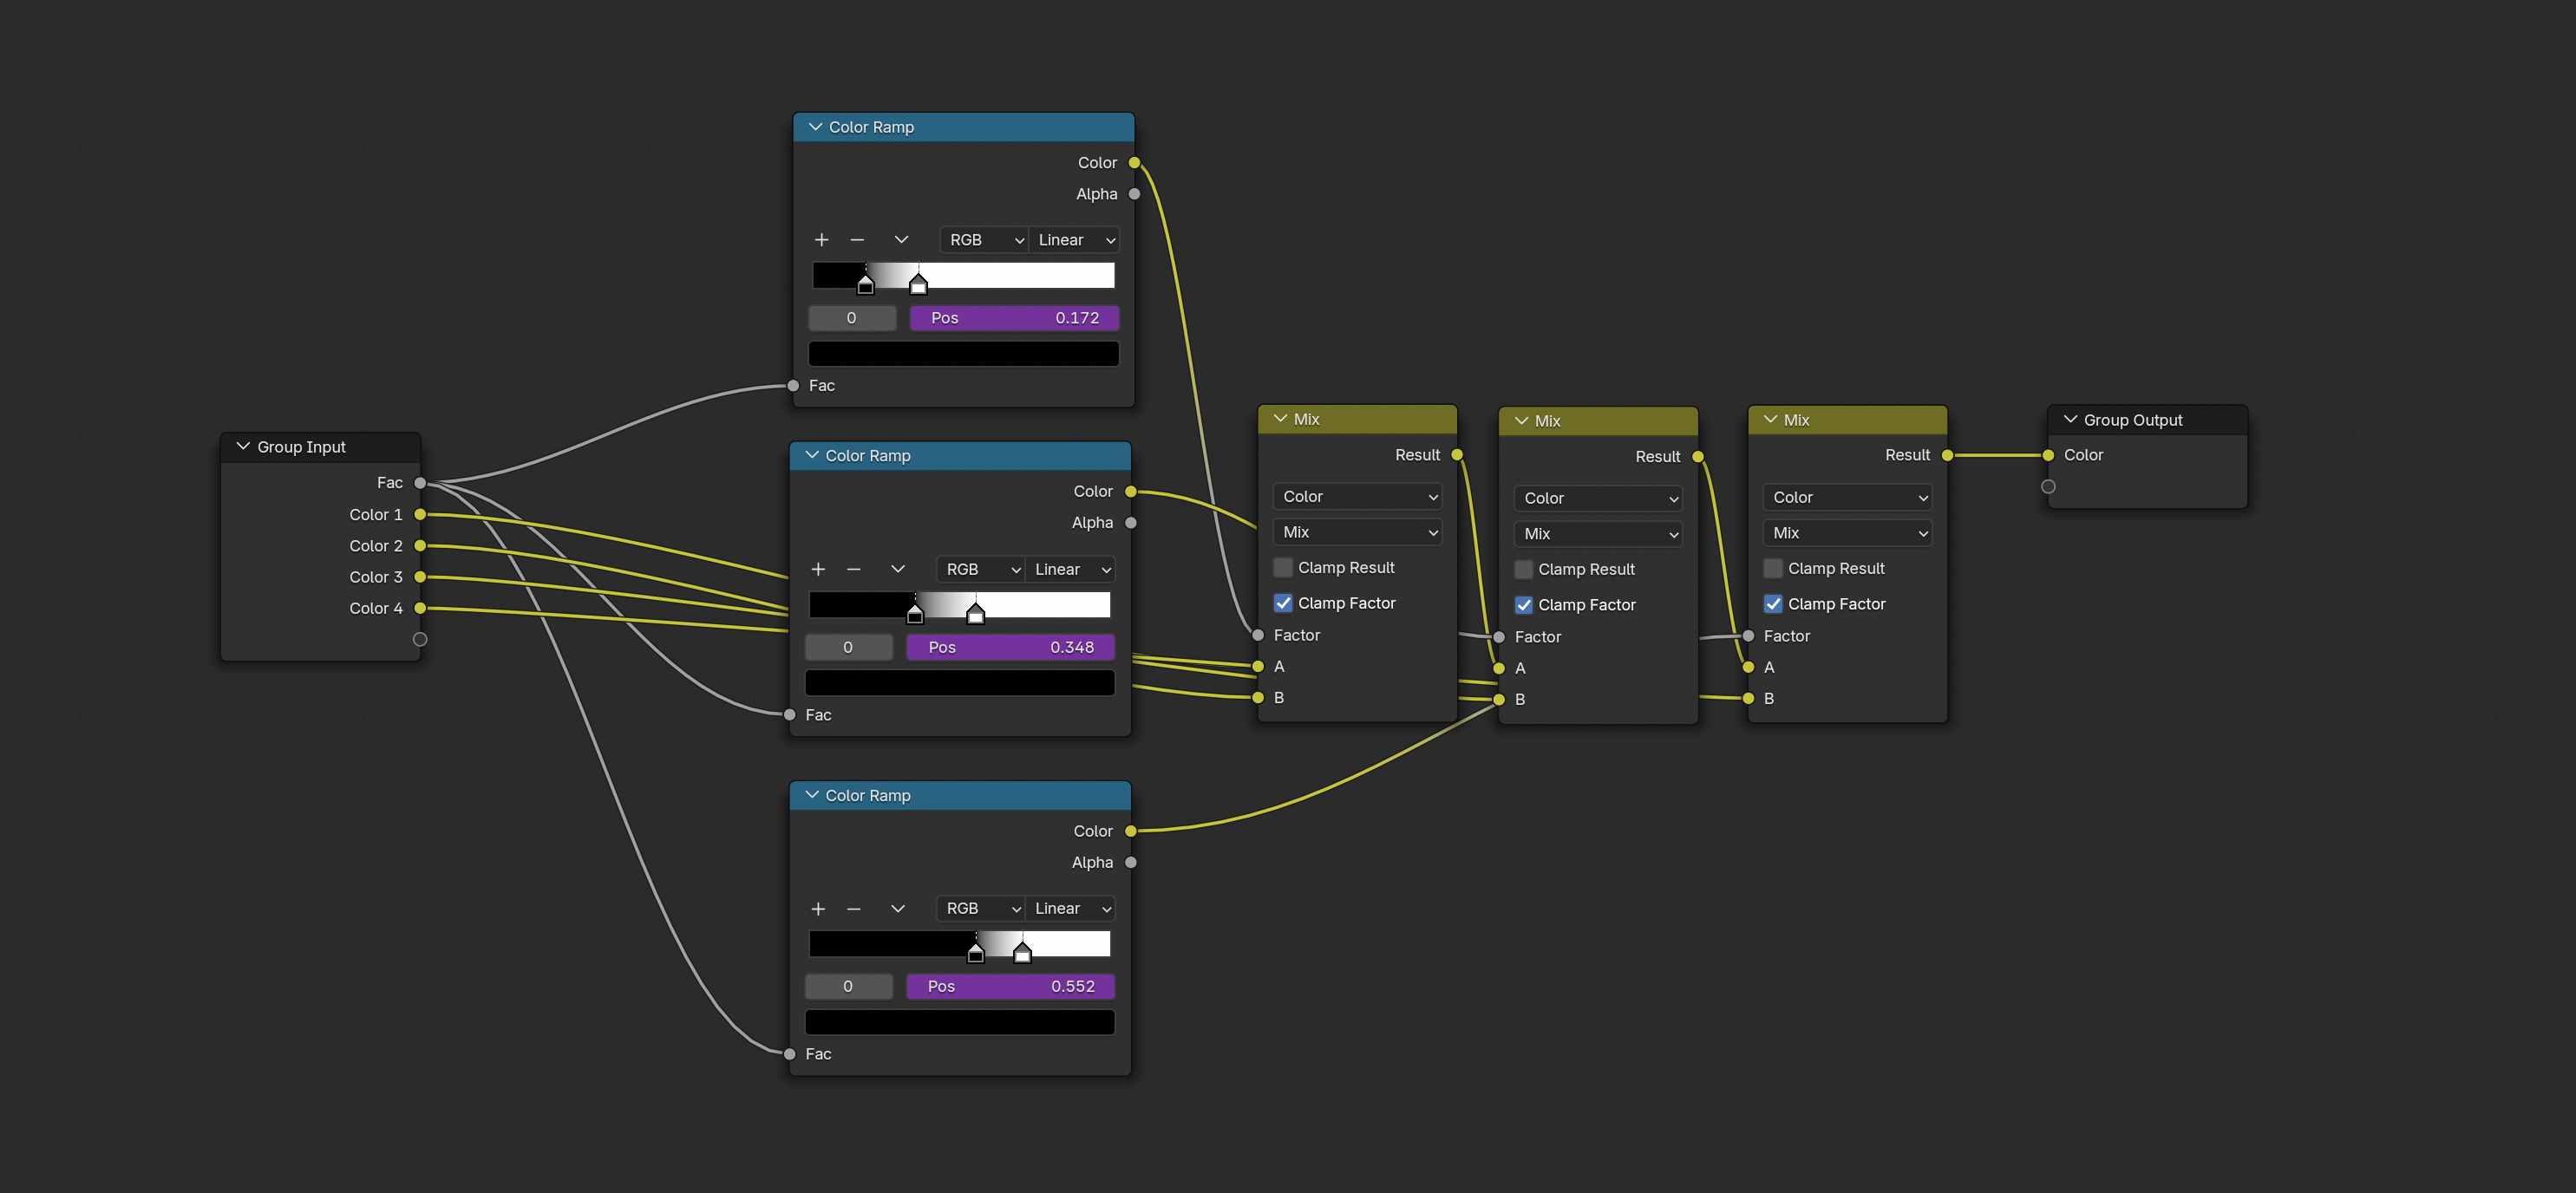 Color Ramp
Color
Alpha
RGB Linear
0 Pos 0.172
Fac
Group Input
Fac
Color 1
Color 2
Color 3
Color 4
Color Ramp
Color
Alpha
RGB Linear
0 Pos 0.348
Fac
Color Ramp
Color
Alpha
RGB Linear
0 Pos 0.552
Fac
Mix
Result
Color
Mix
Clamp Result
Clamp Factor
Factor
A
B
Mix
Result
Color
Mix
Clamp Result
Clamp Factor
Factor
A
B
Mix
Result
Color
Mix
Clamp Result
Clamp Factor
Factor
A
B
Group Output
Color